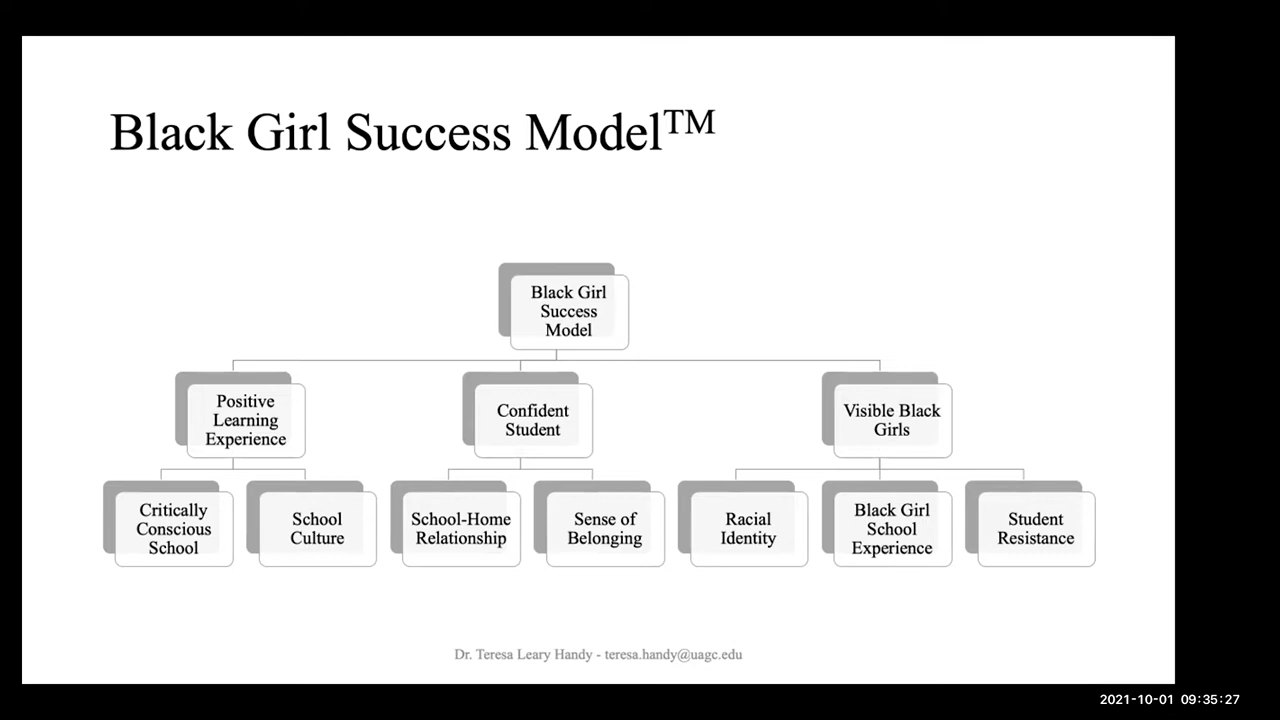 Black Girl Success Model™
Black Girl
Success
Model
Positive
Learning
Experience
Confident
Student
Visible Black
Girls
Critically
Conscious
School
School
Culture
School-Home
Relationship
Sense of
Belonging
Racial
Identity
Black Girl
School
Experience
Student
Resistance
Dr. Teresa Leary Handy - teresa.handy@uagc.edu
2021-10-01 09:35:27